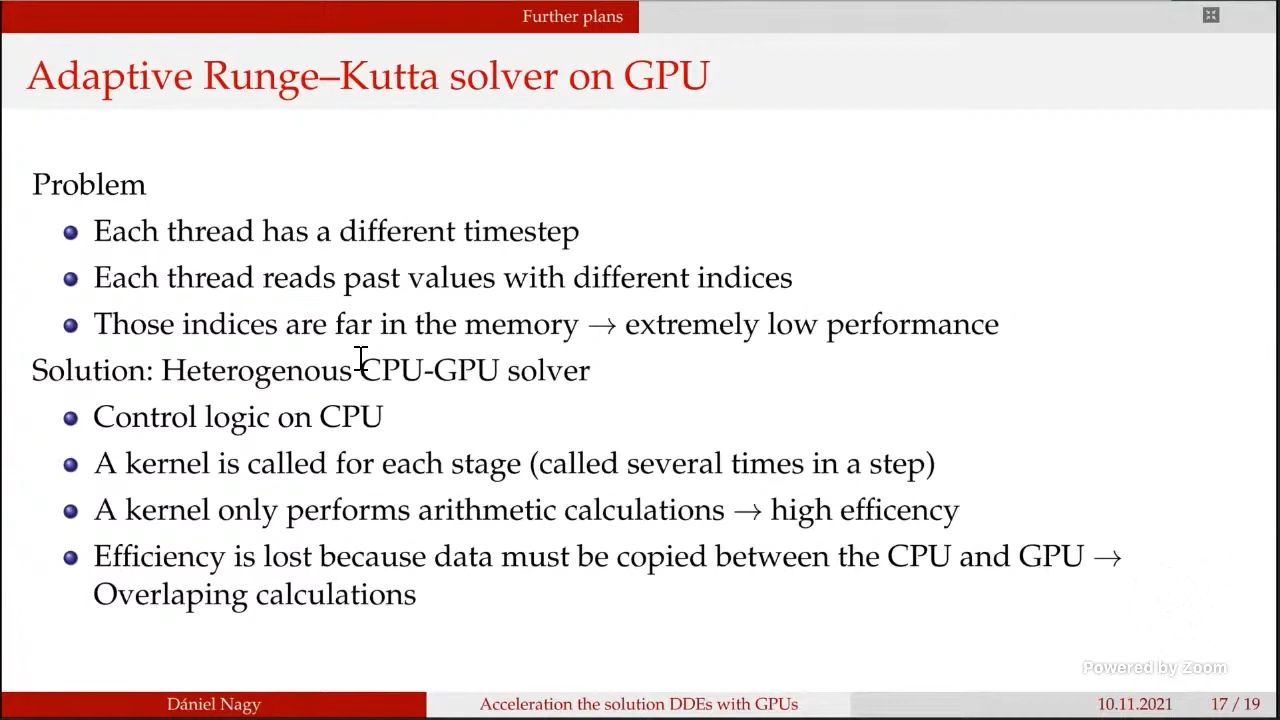 Further plans
Adaptive Runge–Kutta solver on GPU
Problem
Each thread has a different timestep
Each thread reads past values with different indices
Those indices are far in the memory → extremely low performance
Solution: Heterogenous CPU-GPU solver
Control logic on CPU
A kernel is called for each stage (called several times in a step)
A kernel only performs arithmetic calculations → high efficency
Efficiency is lost because data must be copied between the CPU and GPU →
Overlaping calculations
Powered by Zoom
Dániel Nagy
Acceleration the solution DDEs with GPUs
10.11.2021
17 / 19